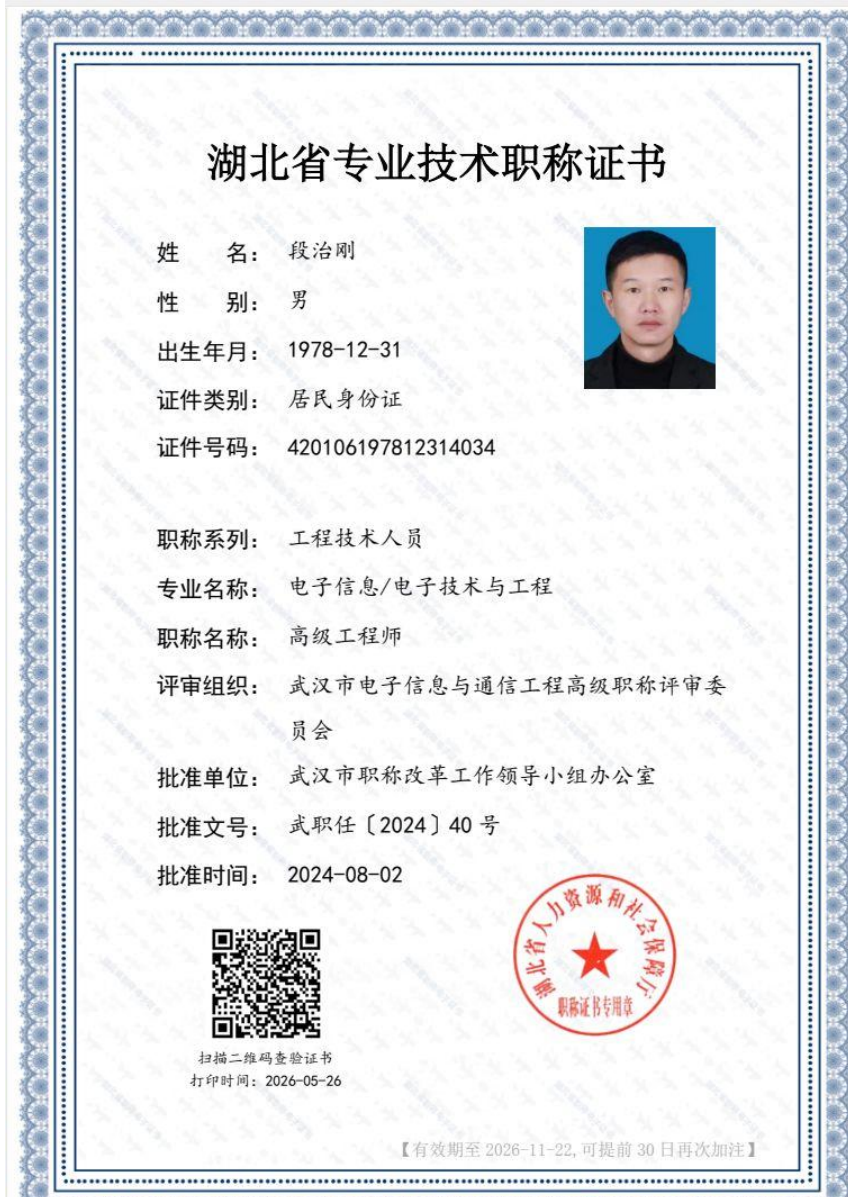 湖北省专业技术职称证书
姓 名： 段治刚
性 别： 男
出生年月： 1978-12-31
证件类别： 居民身份证
证件号码： 420106197812314034
职称系列： 工程技术人员
专业名称： 电子信息/电子技术与工程
职称名称： 高级工程师
评审组织： 武汉市电子信息与通信工程高级职称评审委
员会
批准单位： 武汉市职称改革工作领导小组办公室
批准文号： 武职任〔2024〕40 号
批准时间： 2024-08-02
湖北省人力资源和社会保障厅
职称证书专用章
扫描二维码查验证书
打印时间：2026-05-26
【有效期至 2026-11-22,可提前 30 日再次加注】